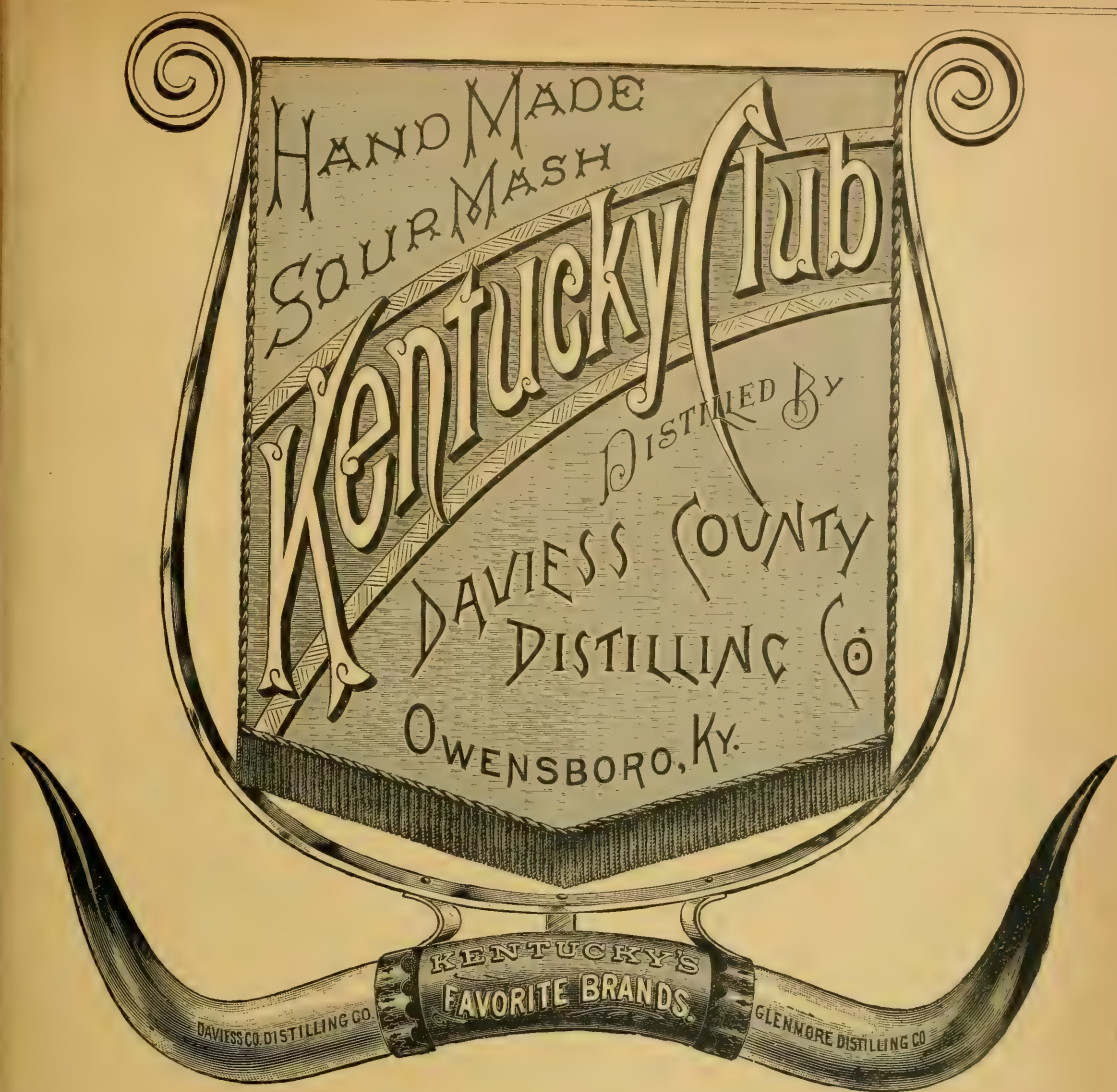 HAND MADE
SOUR MASH
Kentucky Club
DISTILLED BY
DAVIESS COUNTY
DISTILLING CO
OWENSBORO, KY.
KENTUCKY'S
FAVORITE BRANDS.
DAVIESS CO. DISTILLING CO.
GLENMORE DISTILLING CO